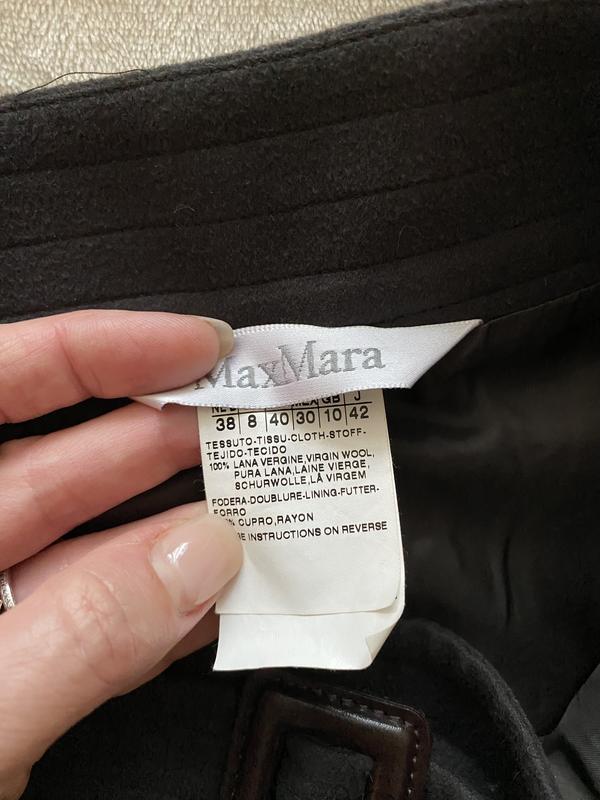 MaxMara
38 8 40 30 10 42
TESSUTO-TISSU-CLOTH-STOFF-
TEJIDO-TECIDO
100% LANA VERGINE,VIRGIN WOOL,
PURA LANA,LAINE VIERGE,
SCHURWOLLE,LÃ VIRGEM
FODERA-DOUBLURE-LINING-FUTTER-
FORRO
% CUPRO,RAYON
INSTRUCTIONS ON REVERSE